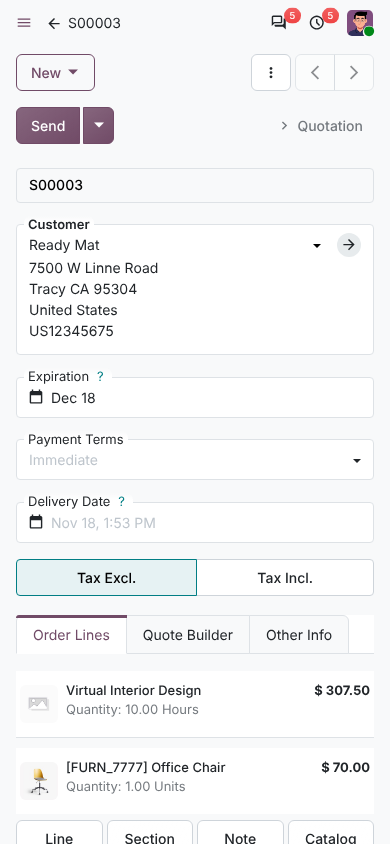 S00003
5
5
New
Send
Quotation
S00003
Customer
Ready Mat
7500 W Linne Road
Tracy CA 95304
United States
US12345675
Expiration ?
Dec 18
Payment Terms
Immediate
Delivery Date ?
Nov 18, 1:53 PM
Tax Excl.
Tax Incl.
Order Lines
Quote Builder
Other Info
Virtual Interior Design
$ 307.50
Quantity: 10.00 Hours
[FURN_7777] Office Chair
$ 70.00
Quantity: 1.00 Units
Line
Section
Note
Catalog